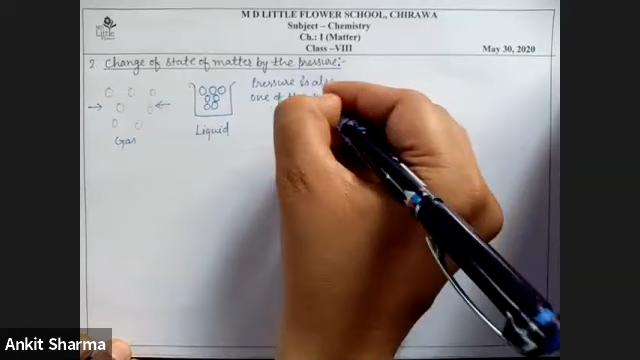 M D LITTLE FLOWER SCHOOL, CHIRAWA
Subject – Chemistry
Ch.: I (Matter)
Class –VIII
May 30, 2020
2 Change of state of matter by the pressure:-
Pressure is also
one of
Gas
Liquid
Ankit Sharma